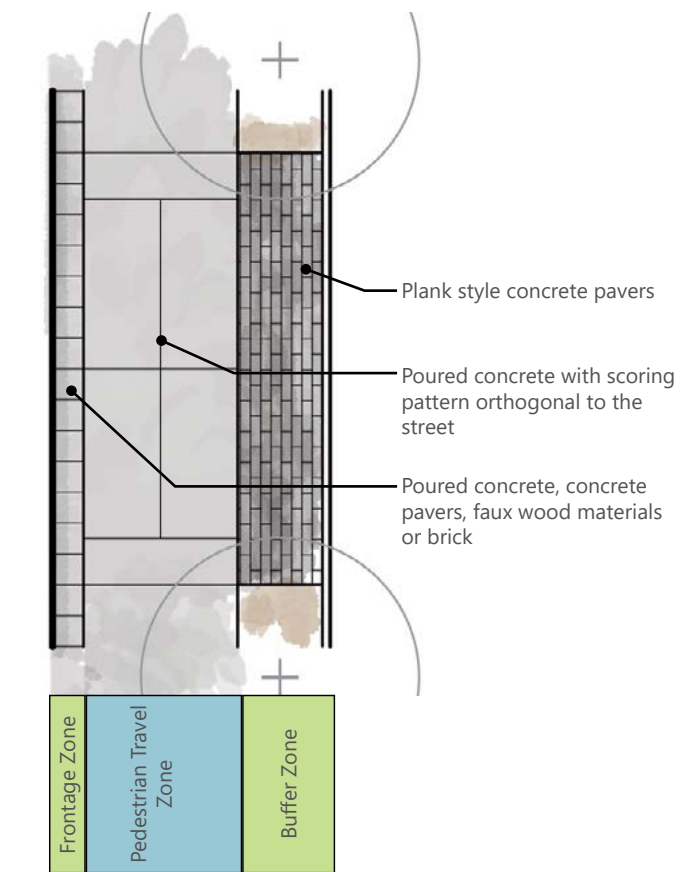 Plank style concrete pavers
Poured concrete with scoring
pattern orthogonal to the
street
Poured concrete, concrete
pavers, faux wood materials
or brick
Frontage Zone
Pedestrian Travel
Zone
Buffer Zone